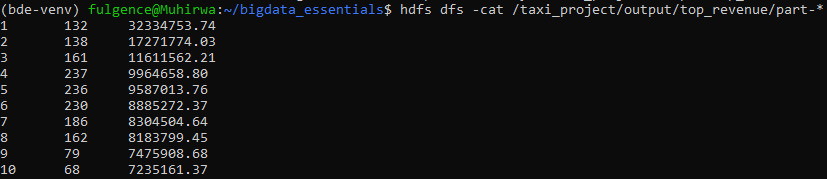 (bde-venv) fulgence@Muhirwa:~/bigdata_essentials$ hdfs dfs -cat /taxi_project/output/top_revenue/part-*
1 132 32334753.74
2 138 17271774.03
3 161 11611562.21
4 237 9964658.80
5 236 9587013.76
6 230 8885272.37
7 186 8304504.64
8 162 8183799.45
9 79 7475908.68
10 68 7235161.37